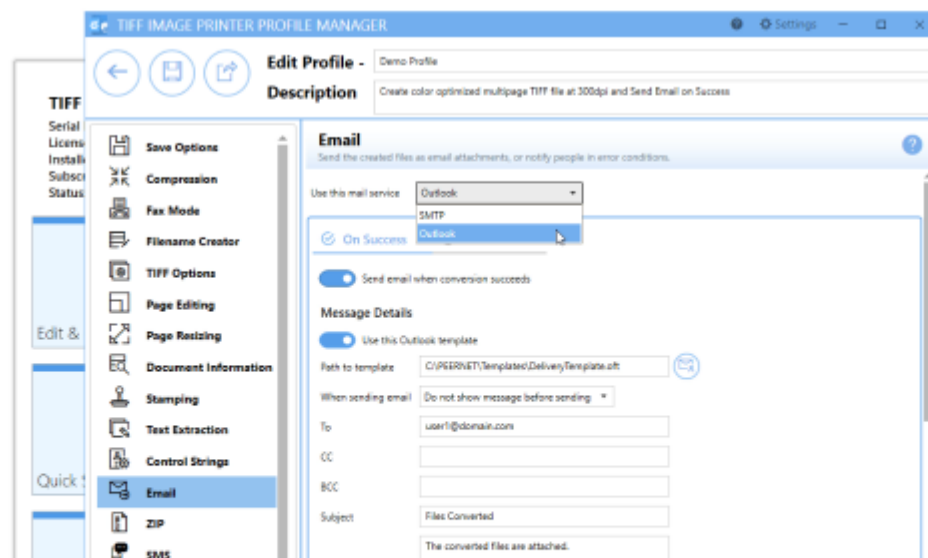 TIFF IMAGE PRINTER PROFILE MANAGER
Settings
Edit Profile - Demo Profile
Description Create color optimized multipage TIFF file at 300dpi and Send Email on Success
TIFF
Serial
Licens
Install
Subsc
Status
Edit &
Quick
Save Options
Compression
Fax Mode
Filename Creator
TIFF Options
Page Editing
Page Resizing
Document Information
Stamping
Text Extraction
Control Strings
Email
ZIP
SMS
Email
Send the created files as email attachments, or notify people in error conditions.
Use this mail service Outlook
SMTP
Outlook
On Success
Send email when conversion succeeds
Message Details
Use this Outlook template
Path to template C:\PEERNET\Templates\DeliveryTemplate.oft
When sending email Do not show message before sending
To user1@domain.com
CC
BCC
Subject Files Converted
The converted files are attached.